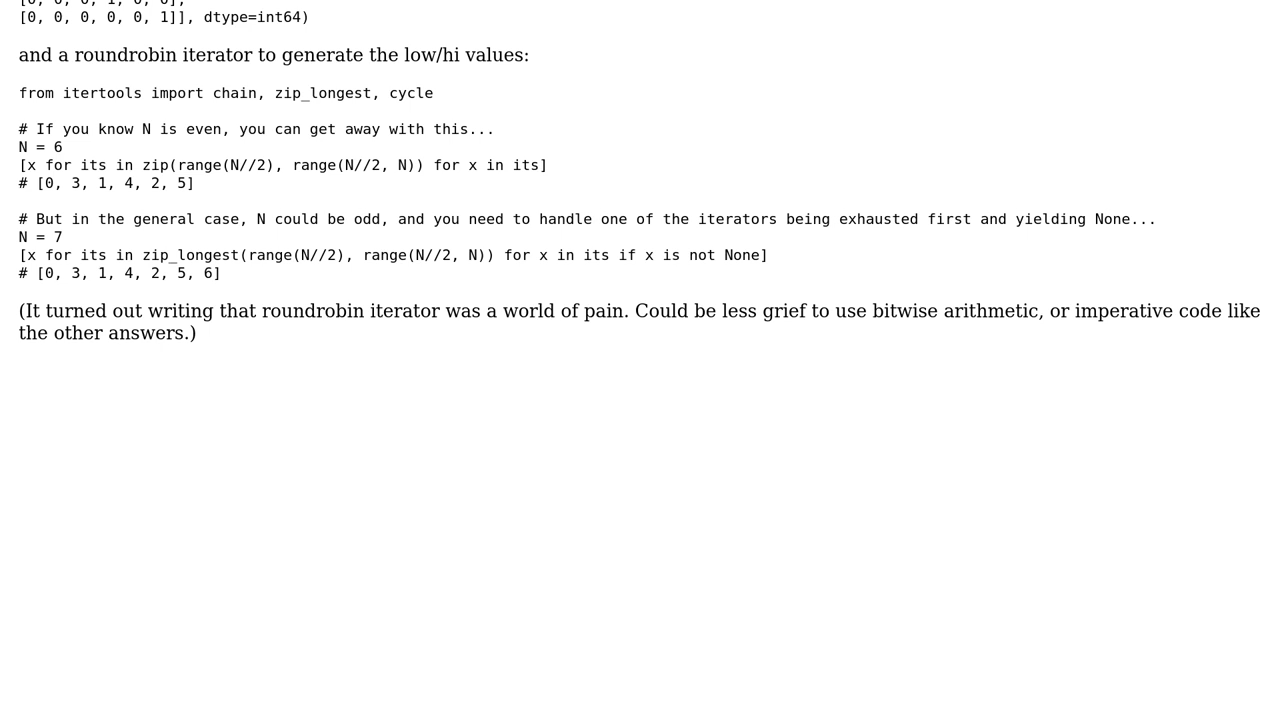 [0, 0, 0, 1, 0, 0],
[0, 0, 0, 0, 0, 1]], dtype=int64)
and a roundrobin iterator to generate the low/hi values:
from itertools import chain, zip_longest, cycle
# If you know N is even, you can get away with this...
N = 6
[x for its in zip(range(N//2), range(N//2, N)) for x in its]
# [0, 3, 1, 4, 2, 5]
# But in the general case, N could be odd, and you need to handle one of the iterators being exhausted first and yielding None...
N = 7
[x for its in zip_longest(range(N//2), range(N//2, N)) for x in its if x is not None]
# [0, 3, 1, 4, 2, 5, 6]
(It turned out writing that roundrobin iterator was a world of pain. Could be less grief to use bitwise arithmetic, or imperative code like
the other answers.)